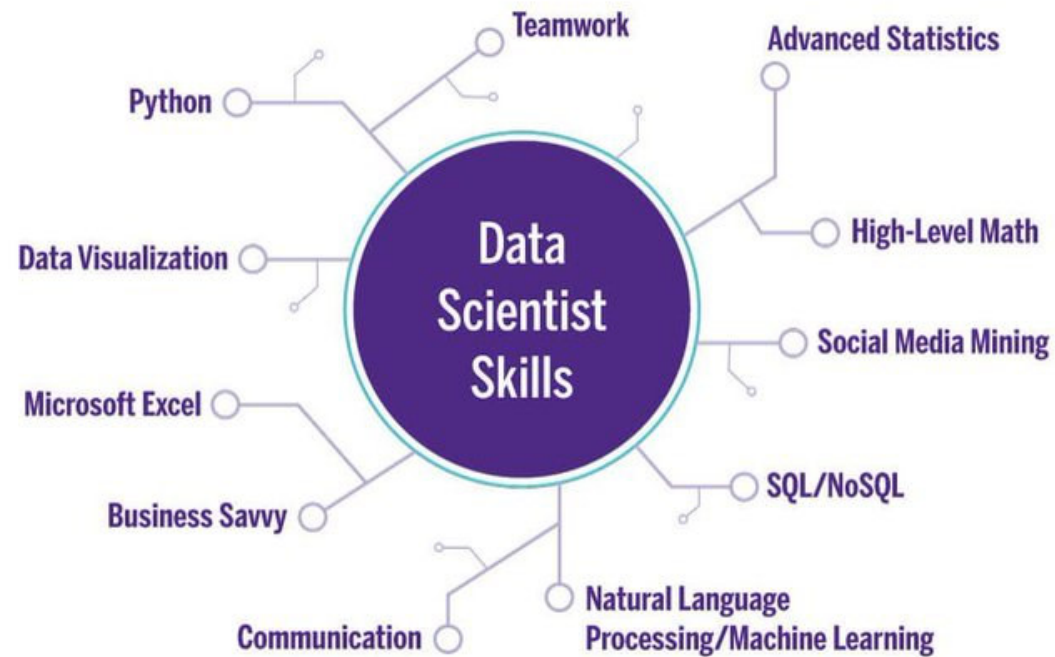 Teamwork
Advanced Statistics
Python
High-Level Math
Data Visualization
Data
Scientist
Skills
Social Media Mining
Microsoft Excel
SQL/NoSQL
Business Savvy
Natural Language
Processing/Machine Learning
Communication